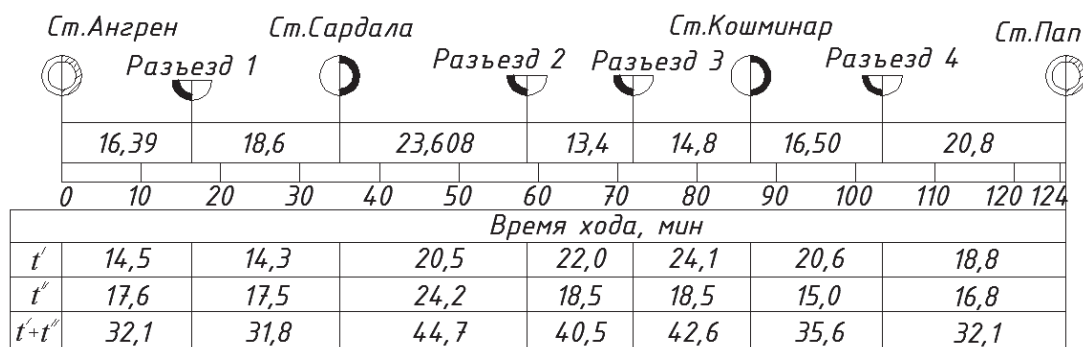 Ст.Ангрен Ст.Сардала Ст.Кошминар Ст.Пап
Разъезд 1 Разъезд 2 Разъезд 3 Разъезд 4
16,39 18,6 23,608 13,4 14,8 16,50 20,8
0 10 20 30 40 50 60 70 80 90 100 110 120 124
Время хода, мин
t′ 14,5 14,3 20,5 22,0 24,1 20,6 18,8
t″ 17,6 17,5 24,2 18,5 18,5 15,0 16,8
t′+t″ 32,1 31,8 44,7 40,5 42,6 35,6 32,1